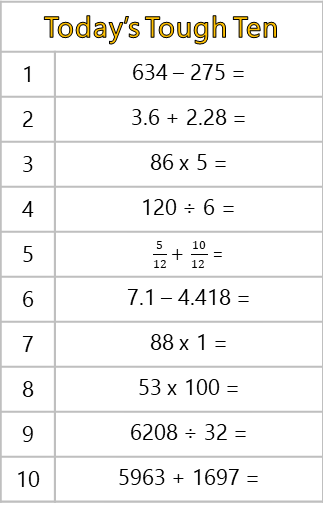 Today's Tough Ten
1 634 – 275 =
2 3.6 + 2.28 =
3 86 x 5 =
4 120 ÷ 6 =
5 5/12 + 10/12 =
6 7.1 – 4.418 =
7 88 x 1 =
8 53 x 100 =
9 6208 ÷ 32 =
10 5963 + 1697 =